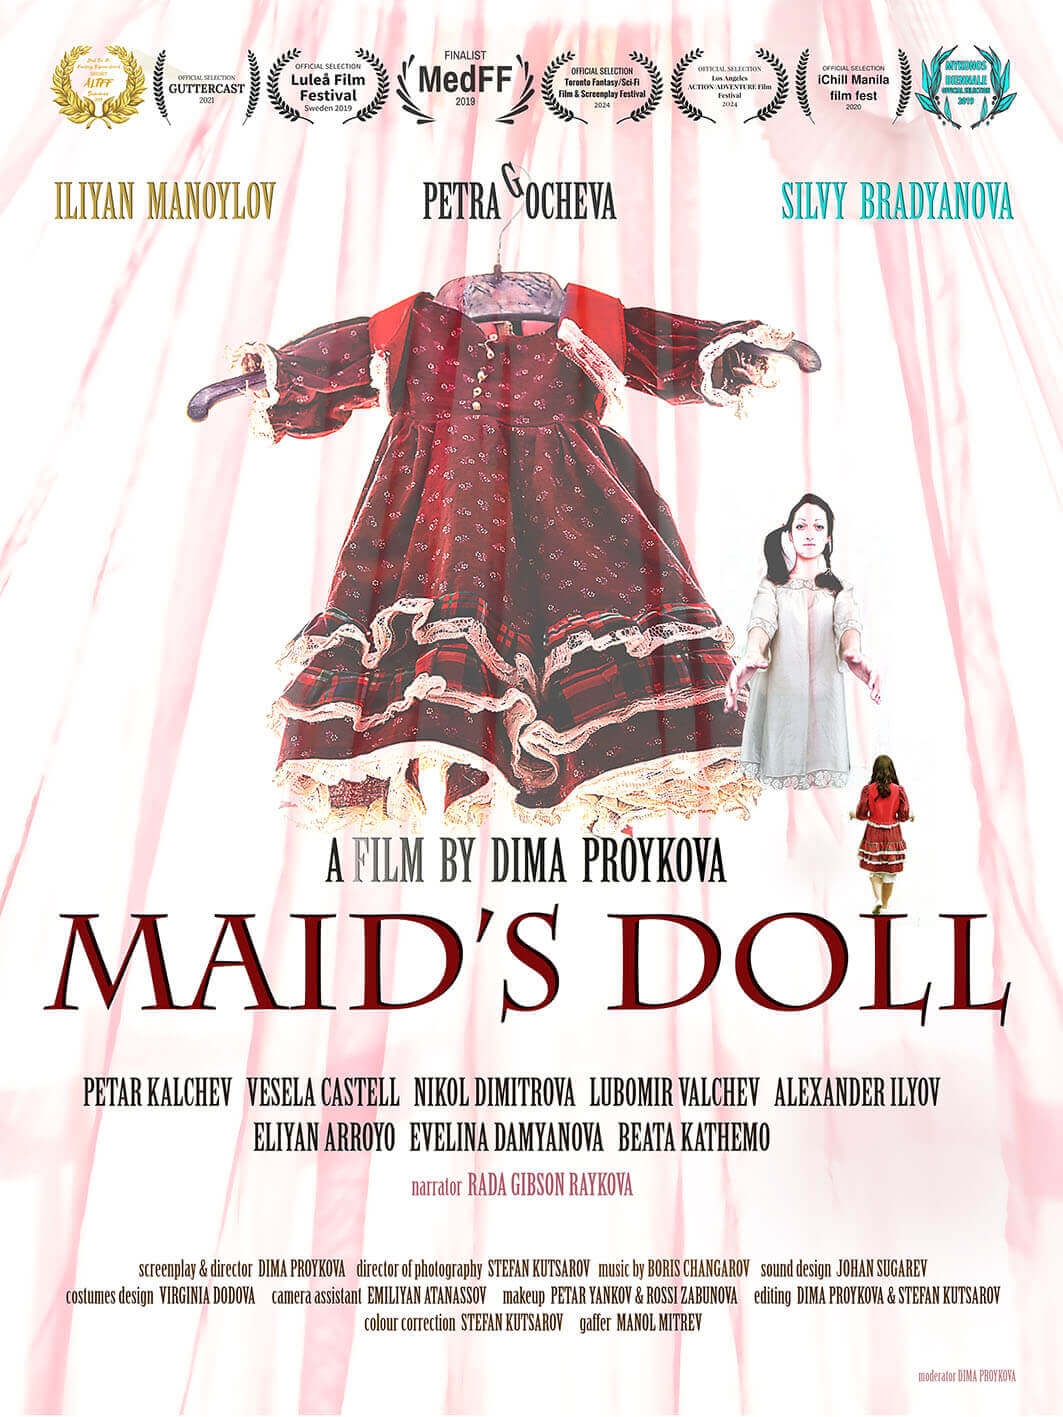 ALTFF
OFFICIAL SELECTION
GUTTERCAST
2021
OFFICIAL SELECTION
Luleå Film
Festival
Sweden 2019
FINALIST
MedFF
2019
OFFICIAL SELECTION
Toronto Fantasy/Sci-Fi
Film & Screenplay Festival
2024
OFFICIAL SELECTION
Los Angeles
ACTION/ADVENTURE Film
Festival
2024
OFFICIAL SELECTION
iChill Manila
film fest
2020
MYKONOS
BIENNALE
OFFICIAL SELECTION
2019
ILIYAN MANOYLOV
PETRA GOCHEVA
SILVY BRADYANOVA
A FILM BY DIMA PROYKOVA
MAID'S DOLL
PETAR KALCHEV VESELA CASTELL NIKOL DIMITROVA LUBOMIR VALCHEV ALEXANDER ILYOV
ELIYAN ARROYO EVELINA DAMYANOVA BEATA KATHEMO
narrator RADA GIBSON RAYKOVA
screenplay & director DIMA PROYKOVA director of photography STEFAN KUTSAROV music by BORIS CHANGAROV sound design JOHAN SUGAREV
costumes design VIRGINIA DODOVA camera assistant EMILIYAN ATANASSOV makeup PETAR YANKOV & ROSSI ZABUNOVA editing DIMA PROYKOVA & STEFAN KUTSAROV
colour correction STEFAN KUTSAROV gaffer MANOL MITREV
moderator DIMA PROYKOVA